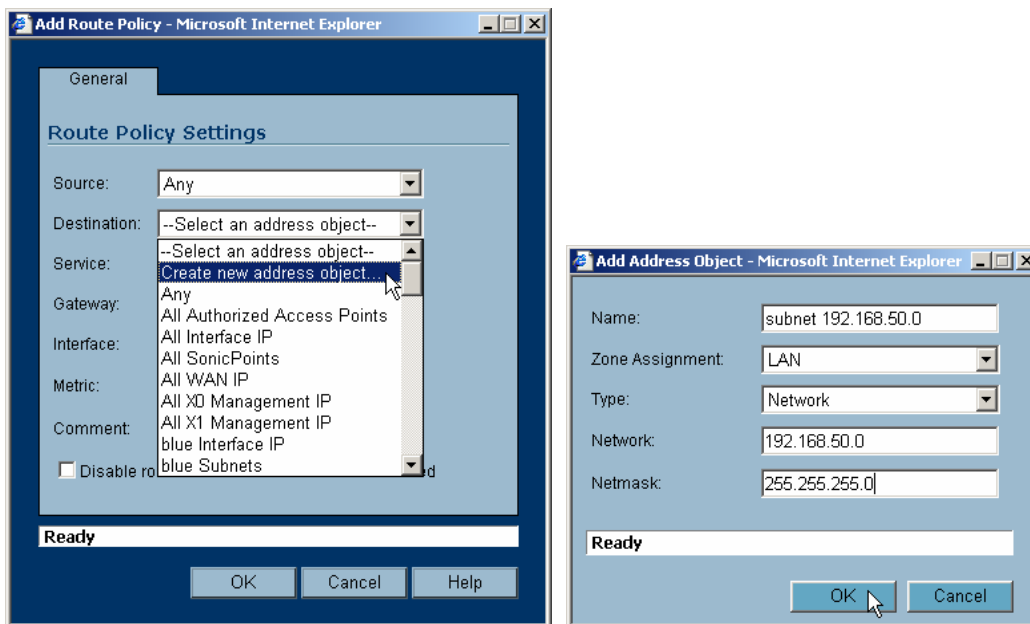 Add Route Policy - Microsoft Internet Explorer
General
Route Policy Settings
Source: Any
Destination: --Select an address object--
--Select an address object--
Service: Create new address object...
Any
Gateway: All Authorized Access Points
All Interface IP
Interface: All SonicPoints
All WAN IP
Metric: All X0 Management IP
All X1 Management IP
Comment: blue Interface IP
blue Subnets
Disable ro
Ready
OK Cancel Help
Add Address Object - Microsoft Internet Explorer
Name: subnet 192.168.50.0
Zone Assignment: LAN
Type: Network
Network: 192.168.50.0
Netmask: 255.255.255.0
Ready
OK Cancel